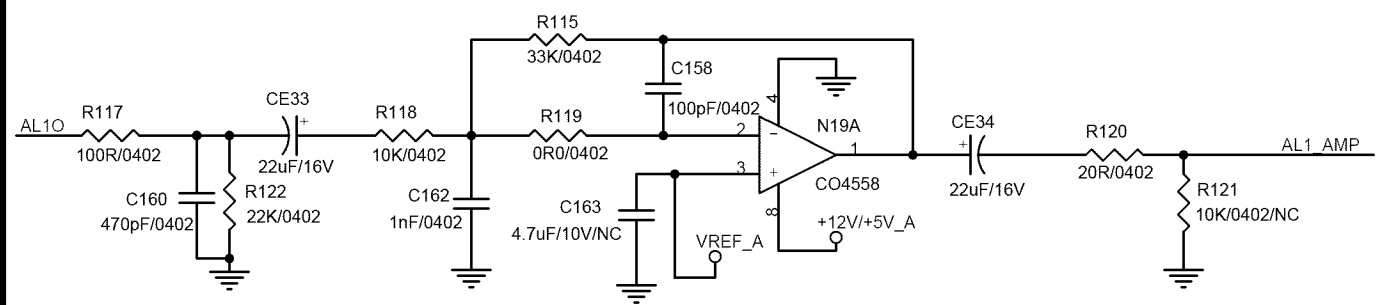 R115
33K/0402
C158
100pF/0402
4
AL1O
R117
100R/0402
CE33
+
22uF/16V
R118
10K/0402
R119
0R0/0402
2
−
N19A
1
3
+
CO4558
8
CE34
+
22uF/16V
R120
20R/0402
AL1_AMP
C160
470pF/0402
R122
22K/0402
C162
1nF/0402
C163
4.7uF/10V/NC
VREF_A
+12V/+5V_A
R121
10K/0402/NC